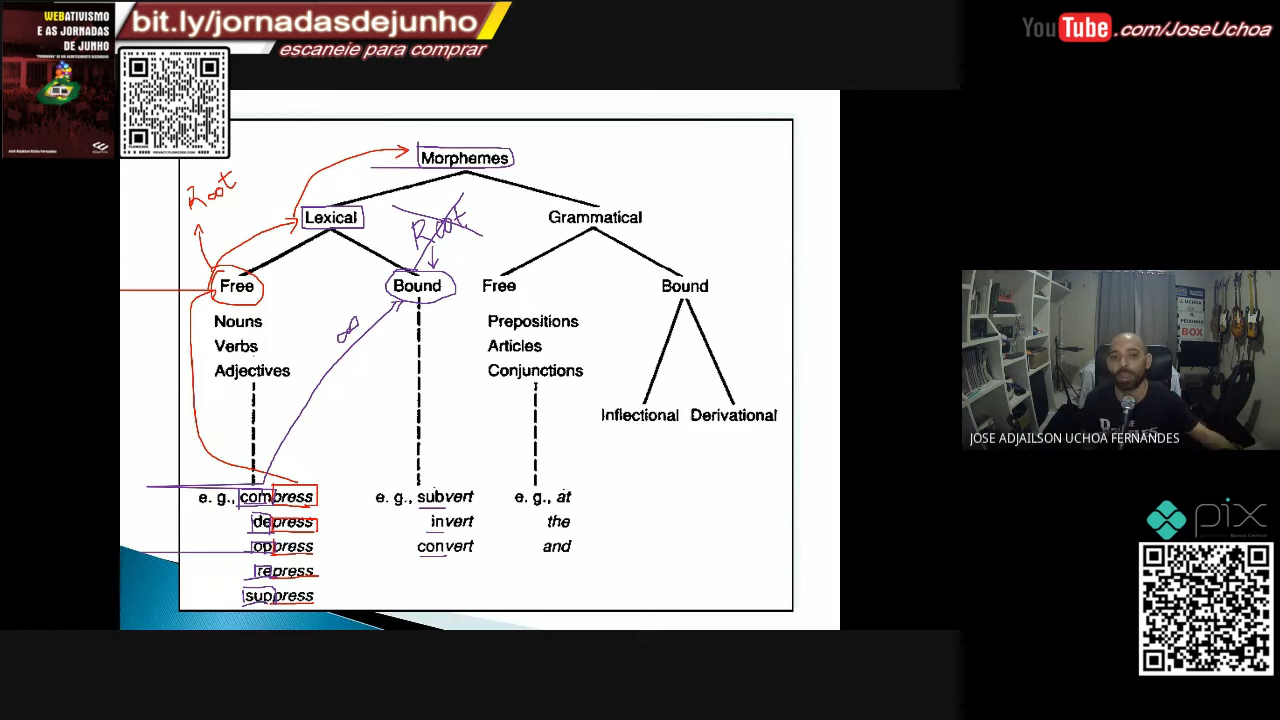 WEBATIVISMO
E AS JORNADAS
DE JUNHO
bit.ly/jornadasdejunho
escaneie para comprar
YouTube.com/JoseUchoa
Morphemes
Root
Lexical
Root
Grammatical
Free
Bound
Free
Bound
Nouns
Verbs
Adjectives
Prepositions
Articles
Conjunctions
Inflectional
Derivational
e. g., compress
depress
oppress
repress
suppress
e. g., subvert
invert
convert
e. g., at
the
and
JOSE ADJAILSON UCHOA FERNANDES
J. UCHOA
BOX
pix